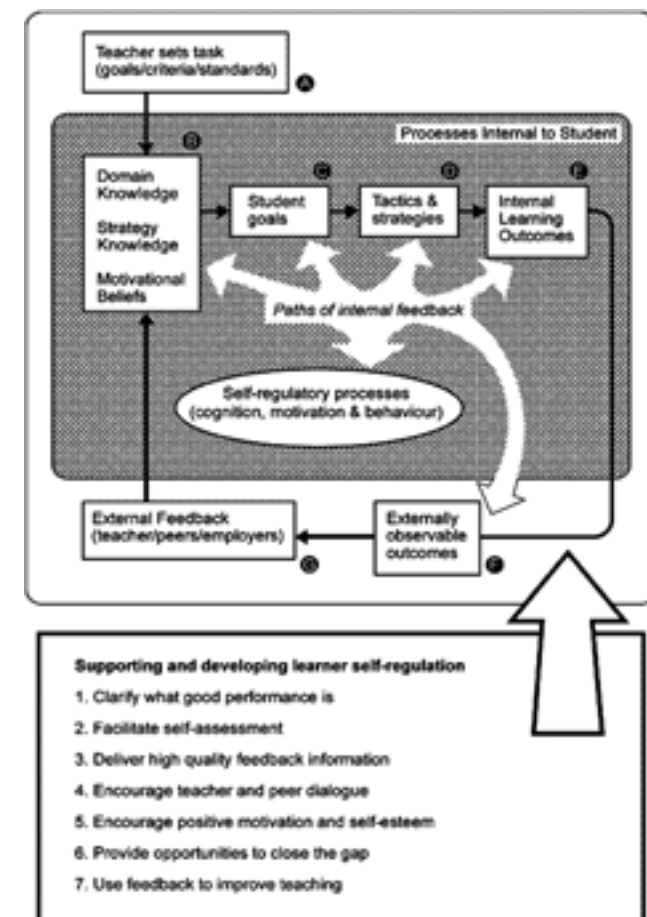 Teacher sets task
(goals/criteria/standards)
A
Processes Internal to Student
B
Domain
Knowledge
Strategy
Knowledge
Motivational
Beliefs
C
Student
goals
D
Tactics &
strategies
E
Internal
Learning
Outcomes
Paths of internal feedback
Self-regulatory processes
(cognition, motivation & behaviour)
External Feedback
(teacher/peers/employers)
G
Externally
observable
outcomes
F
Supporting and developing learner self-regulation
1. Clarify what good performance is
2. Facilitate self-assessment
3. Deliver high quality feedback information
4. Encourage teacher and peer dialogue
5. Encourage positive motivation and self-esteem
6. Provide opportunities to close the gap
7. Use feedback to improve teaching